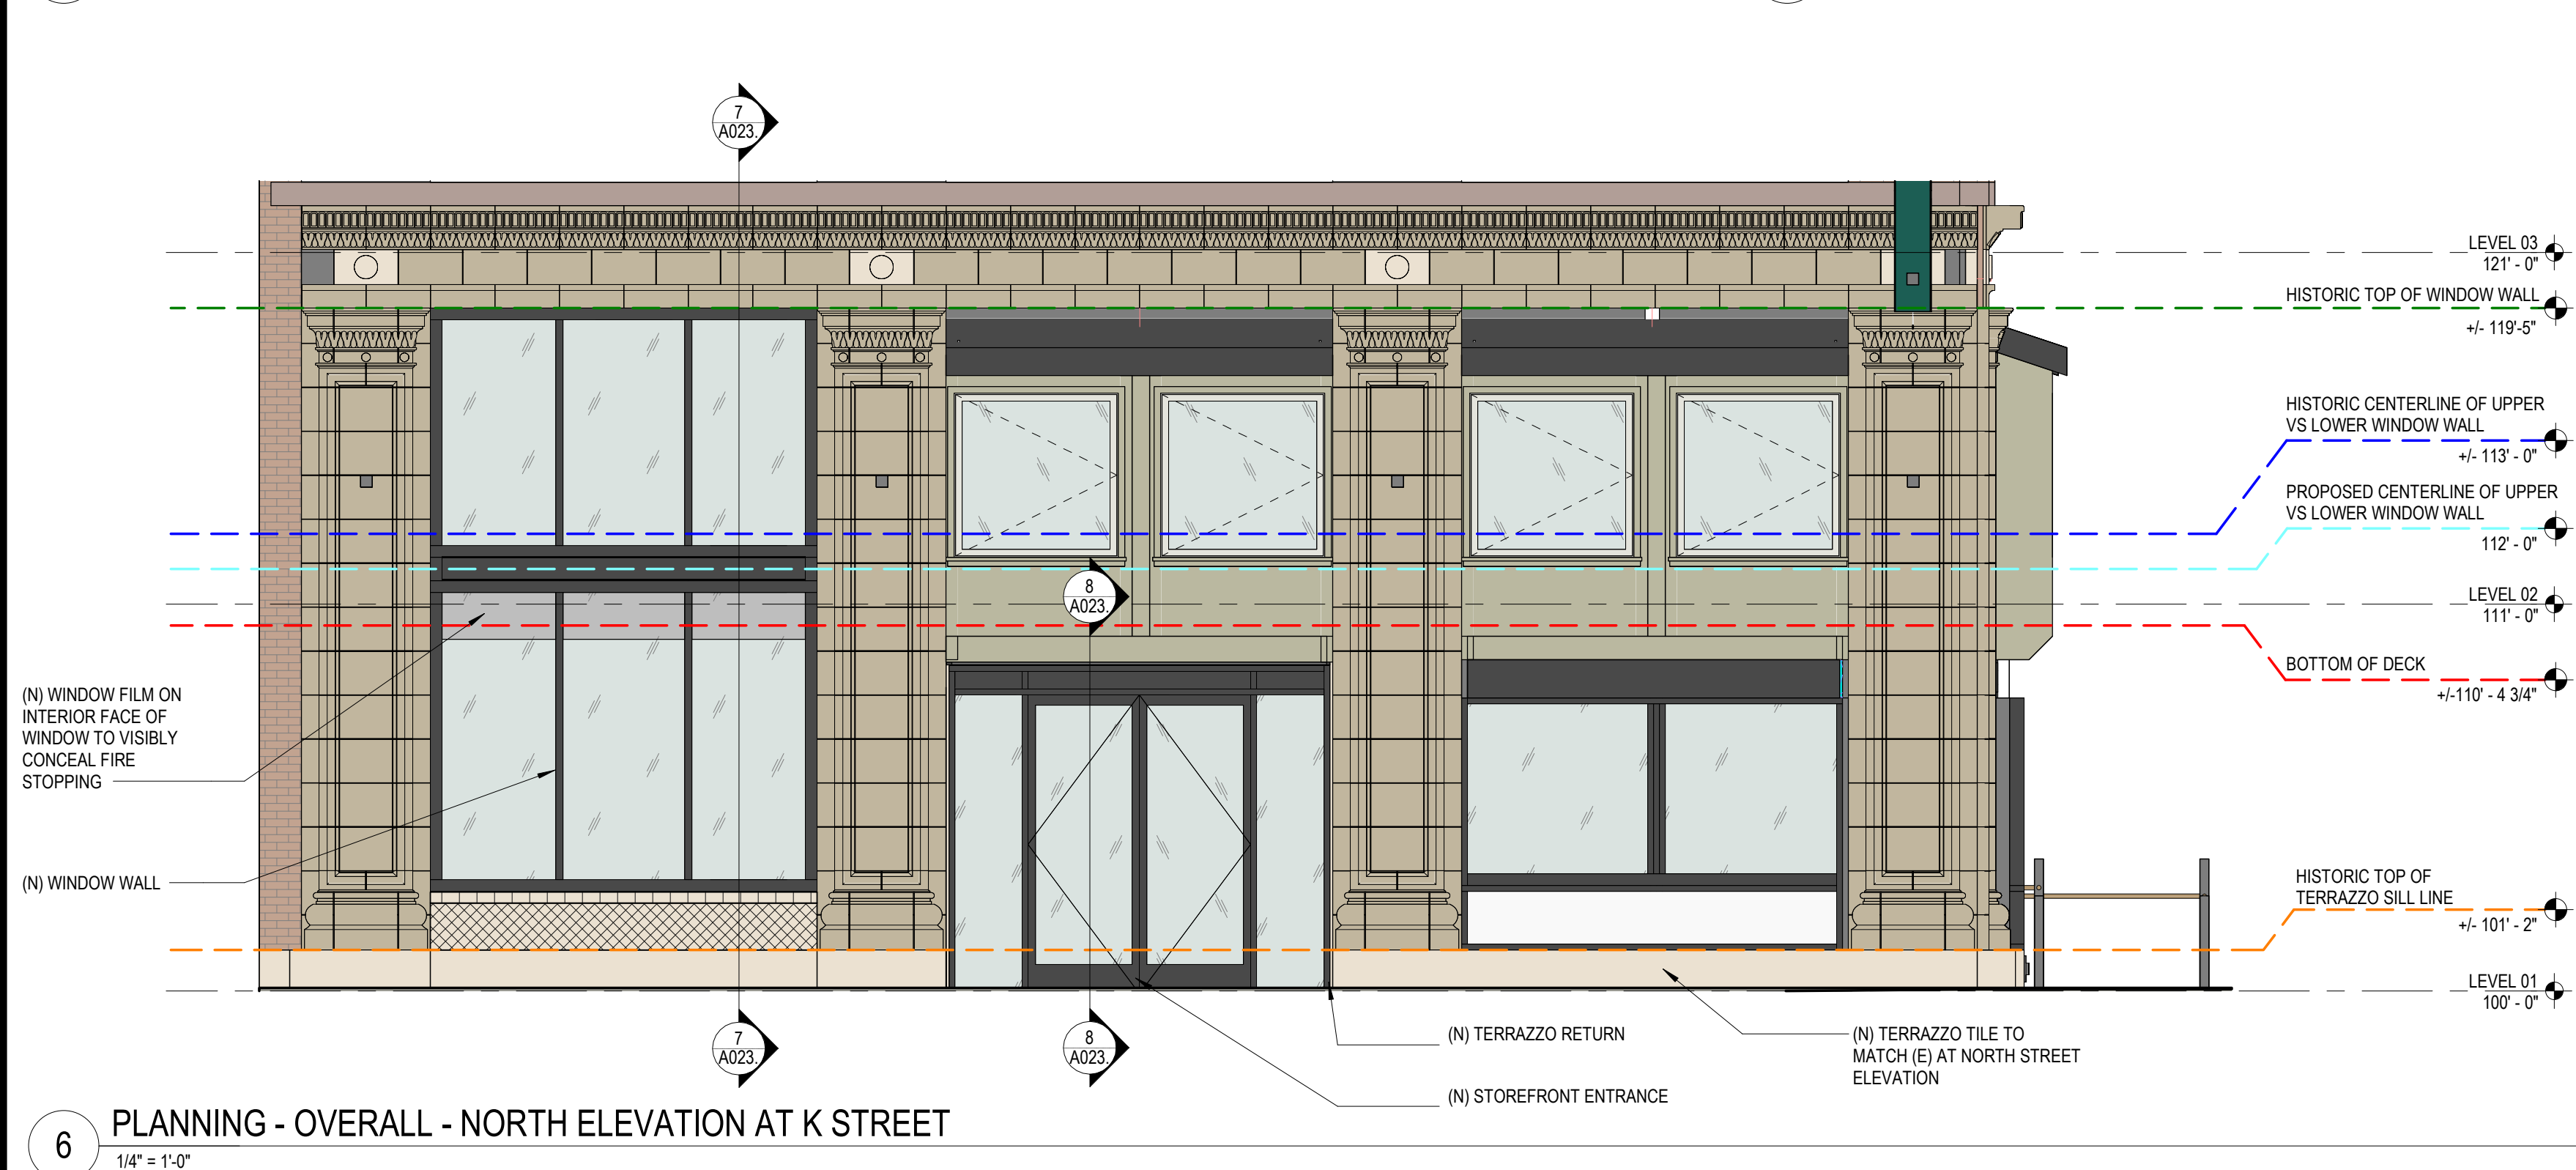 7
A023.
LEVEL 03
121' - 0"
HISTORIC TOP OF WINDOW WALL
+/- 119'-5"
HISTORIC CENTERLINE OF UPPER
VS LOWER WINDOW WALL
+/- 113' - 0"
PROPOSED CENTERLINE OF UPPER
VS LOWER WINDOW WALL
112' - 0"
8
A023.
LEVEL 02
111' - 0"
BOTTOM OF DECK
+/-110' - 4 3/4"
(N) WINDOW FILM ON
INTERIOR FACE OF
WINDOW TO VISIBLY
CONCEAL FIRE
STOPPING
(N) WINDOW WALL
HISTORIC TOP OF
TERRAZZO SILL LINE
+/- 101' - 2"
LEVEL 01
100' - 0"
7
A023.
8
A023.
(N) TERRAZZO RETURN
(N) TERRAZZO TILE TO
MATCH (E) AT NORTH STREET
ELEVATION
(N) STOREFRONT ENTRANCE
6
PLANNING - OVERALL - NORTH ELEVATION AT K STREET
1/4" = 1'-0"